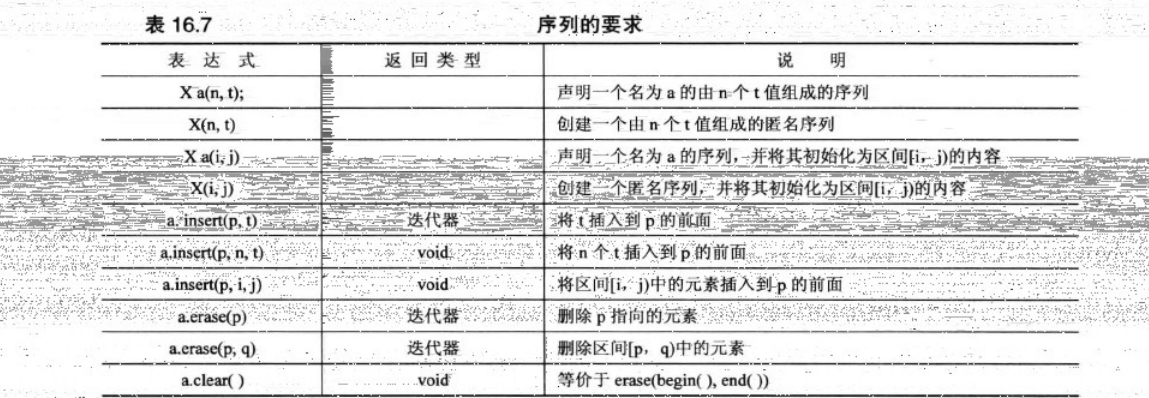 表 16.7 序列的要求
表 达 式 返 回 类 型 说 明
X a(n, t); 声明一个名为 a 的由 n 个 t 值组成的序列
X(n, t) 创建一个由 n 个 t 值组成的匿名序列
X a(i, j) 声明一个名为 a 的序列，并将其初始化为区间[i，j)的内容
X(i, j) 创建一个匿名序列，并将其初始化为区间[i，j)的内容
a. insert(p, t) 迭代器 将 t 插入到 p 的前面
a.insert(p, n, t) void 将 n 个 t 插入到 p 的前面
a.insert(p, i, j) void 将区间[i，j)中的元素插入到 p 的前面
a.erase(p) 迭代器 删除 p 指向的元素
a.erase(p, q) 迭代器 删除区间[p，q)中的元素
a.clear( ) void 等价于 erase(begin( ), end( ))